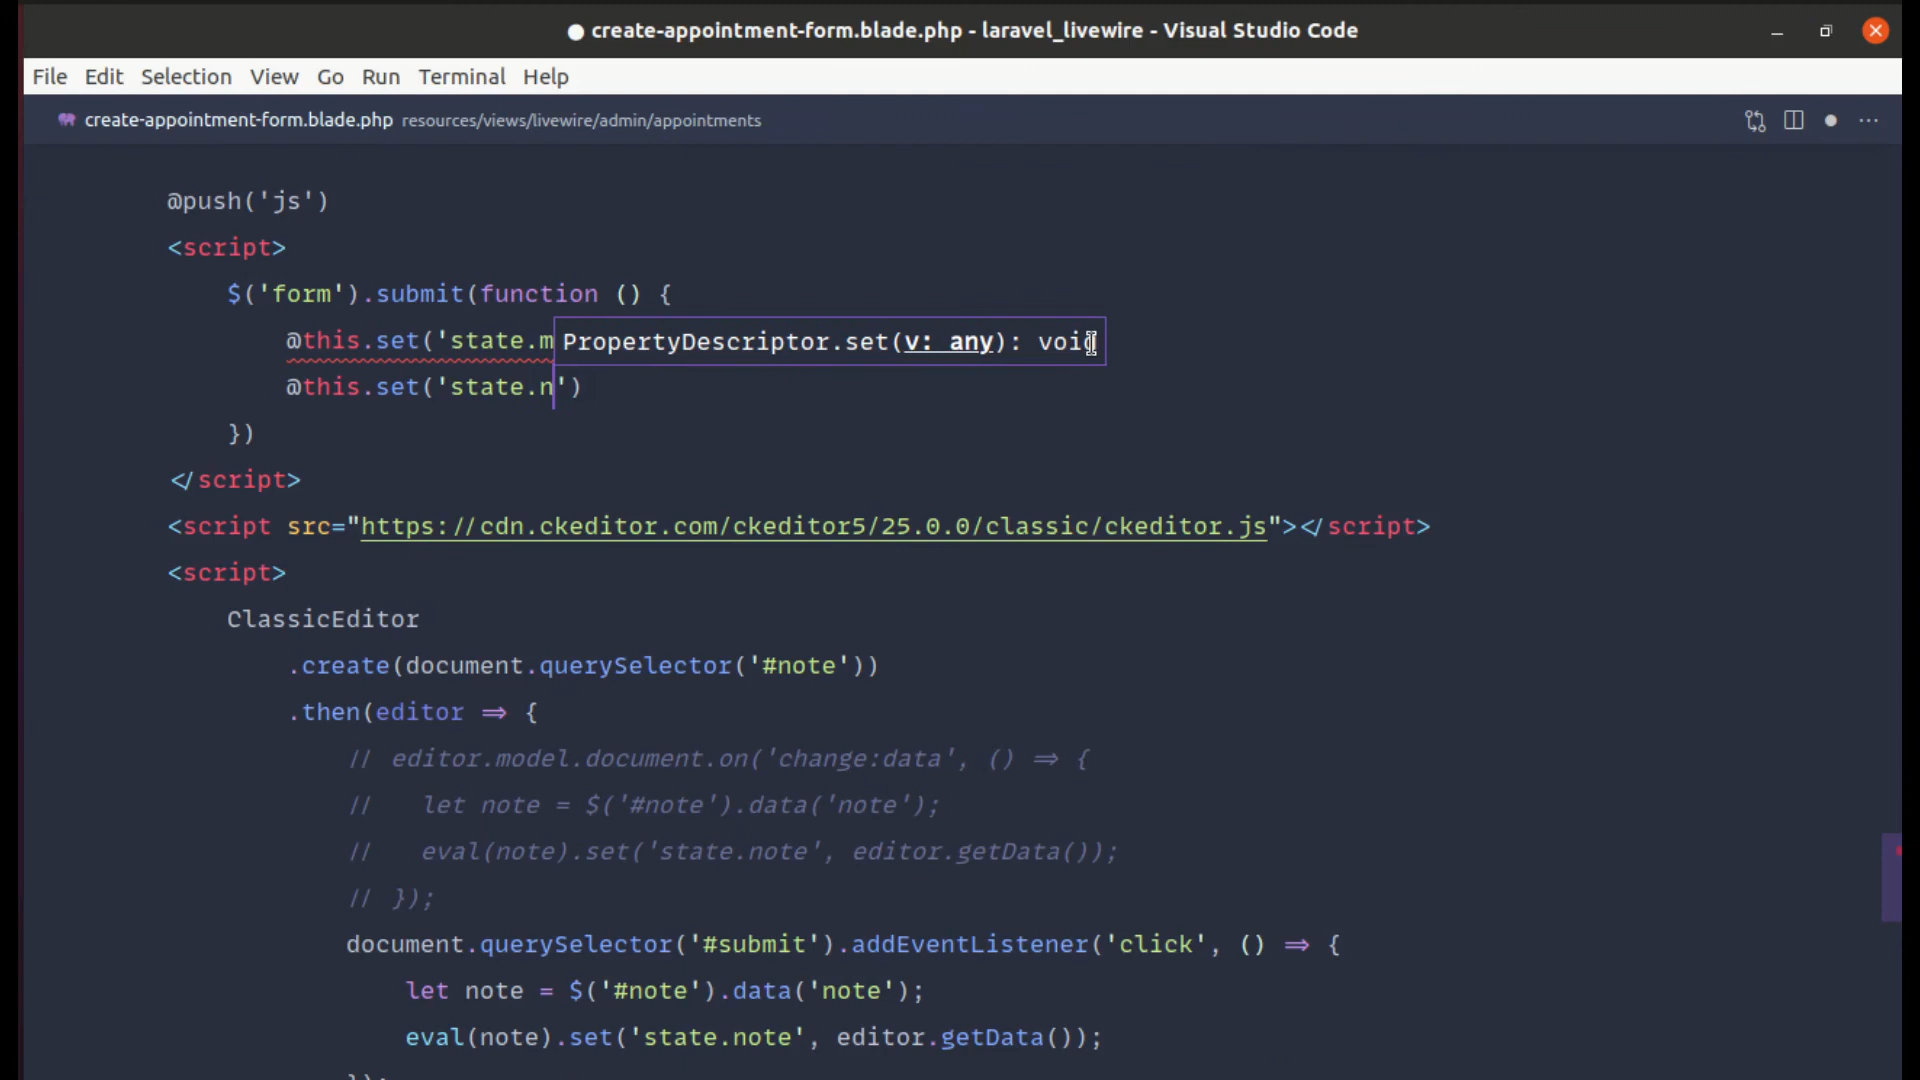 create-appointment-form.blade.php - laravel_livewire - Visual Studio Code
File Edit Selection View Go Run Terminal Help
create-appointment-form.blade.php resources/views/livewire/admin/appointments
@push('js')
<script>
$('form').submit(function () {
@this.set('state.m
PropertyDescriptor.set(v: any): void
@this.set('state.n')
})
</script>
<script src="https://cdn.ckeditor.com/ckeditor5/25.0.0/classic/ckeditor.js"></script>
<script>
ClassicEditor
.create(document.querySelector('#note'))
.then(editor => {
// editor.model.document.on('change:data', () => {
//   let note = $('#note').data('note');
//   eval(note).set('state.note', editor.getData());
// });
document.querySelector('#submit').addEventListener('click', () => {
let note = $('#note').data('note');
eval(note).set('state.note', editor.getData());
});